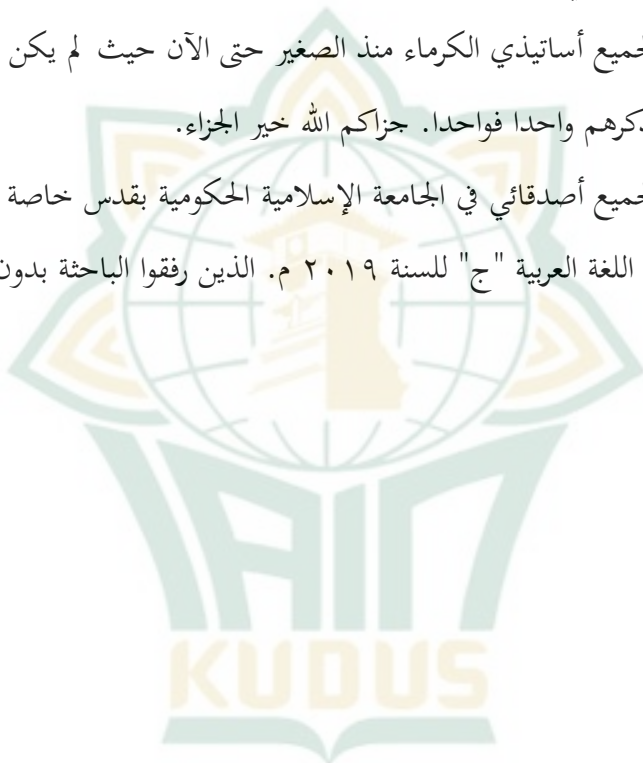 جميع أساتيذي الكرماء منذ الصغير حتى الآن حيث لم يكن
واحدا فواحدا. جزاكم الله خير الجزاء.
جميع أصدقائي في الجامعة الإسلامية الحكومية بقدس خاصة
اللغة العربية "ج" للسنة ٢٠١٩ م. الذين رفقوا الباحثة بدون
IAIN
KUDUS